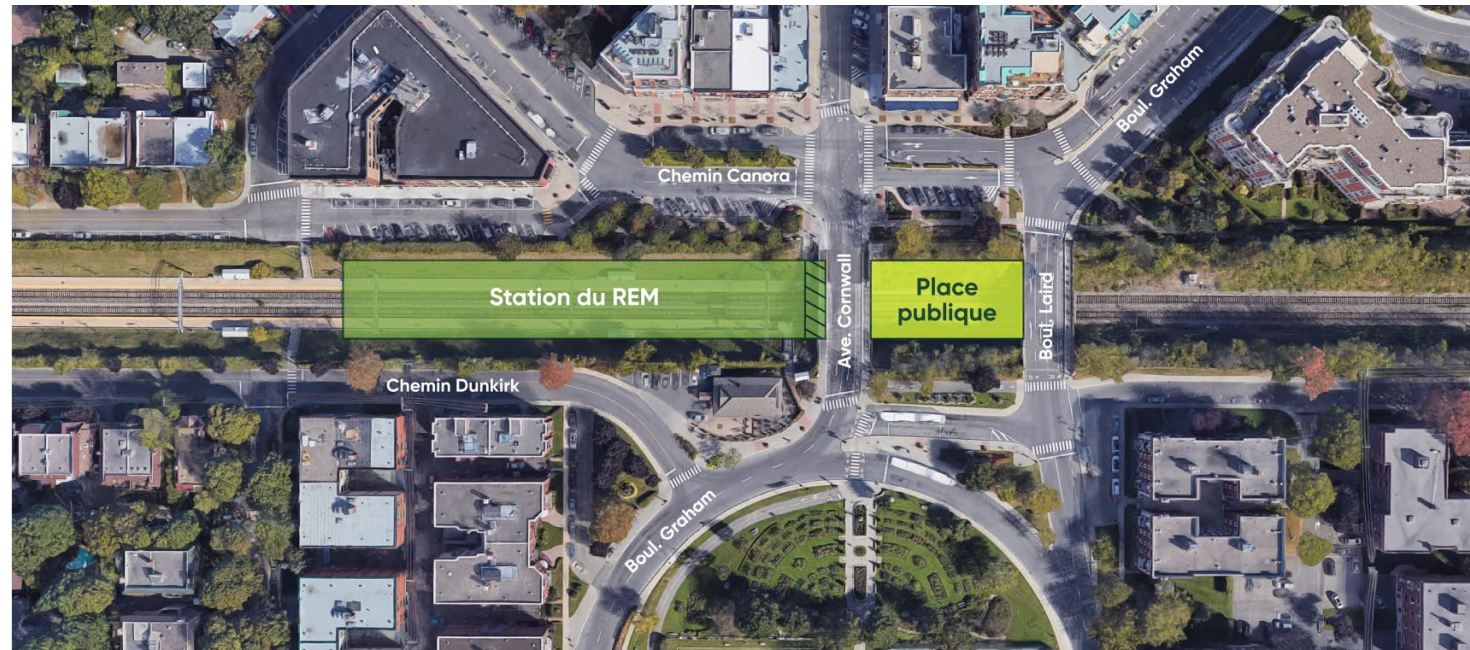 Boul. Graham
Chemin Canora
Station du REM
Ave. Cornwall
Place
publique
Boul. Laird
Chemin Dunkirk
Boul. Graham